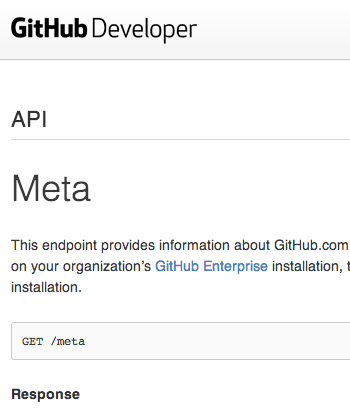 GitHub Developer
API
Meta
This endpoint provides information about GitHub.com
on your organization’s GitHub Enterprise installation,
installation.
GET /meta
Response